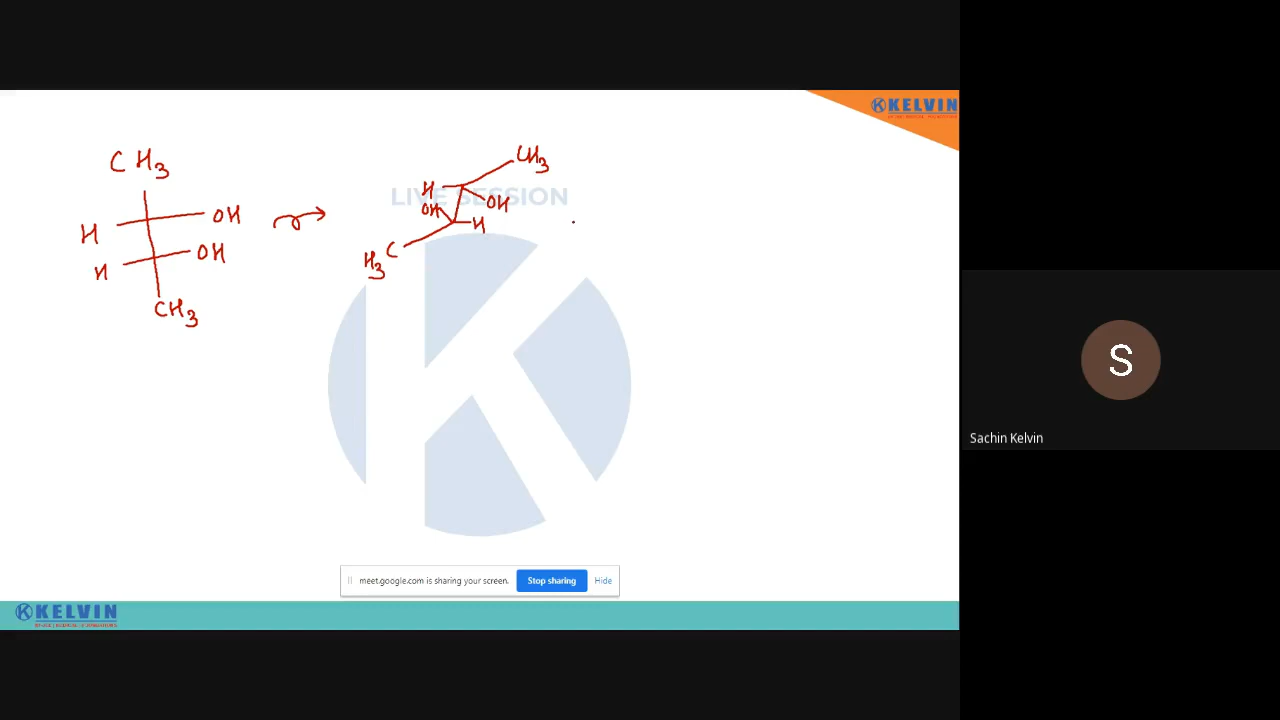 KELVIN
CH3
H OH
H OH
CH3
CH3
H
OH
OH
H
H3C
LIVE SESSION
S
Sachin Kelvin
meet.google.com is sharing your screen.
Stop sharing
Hide
KELVIN